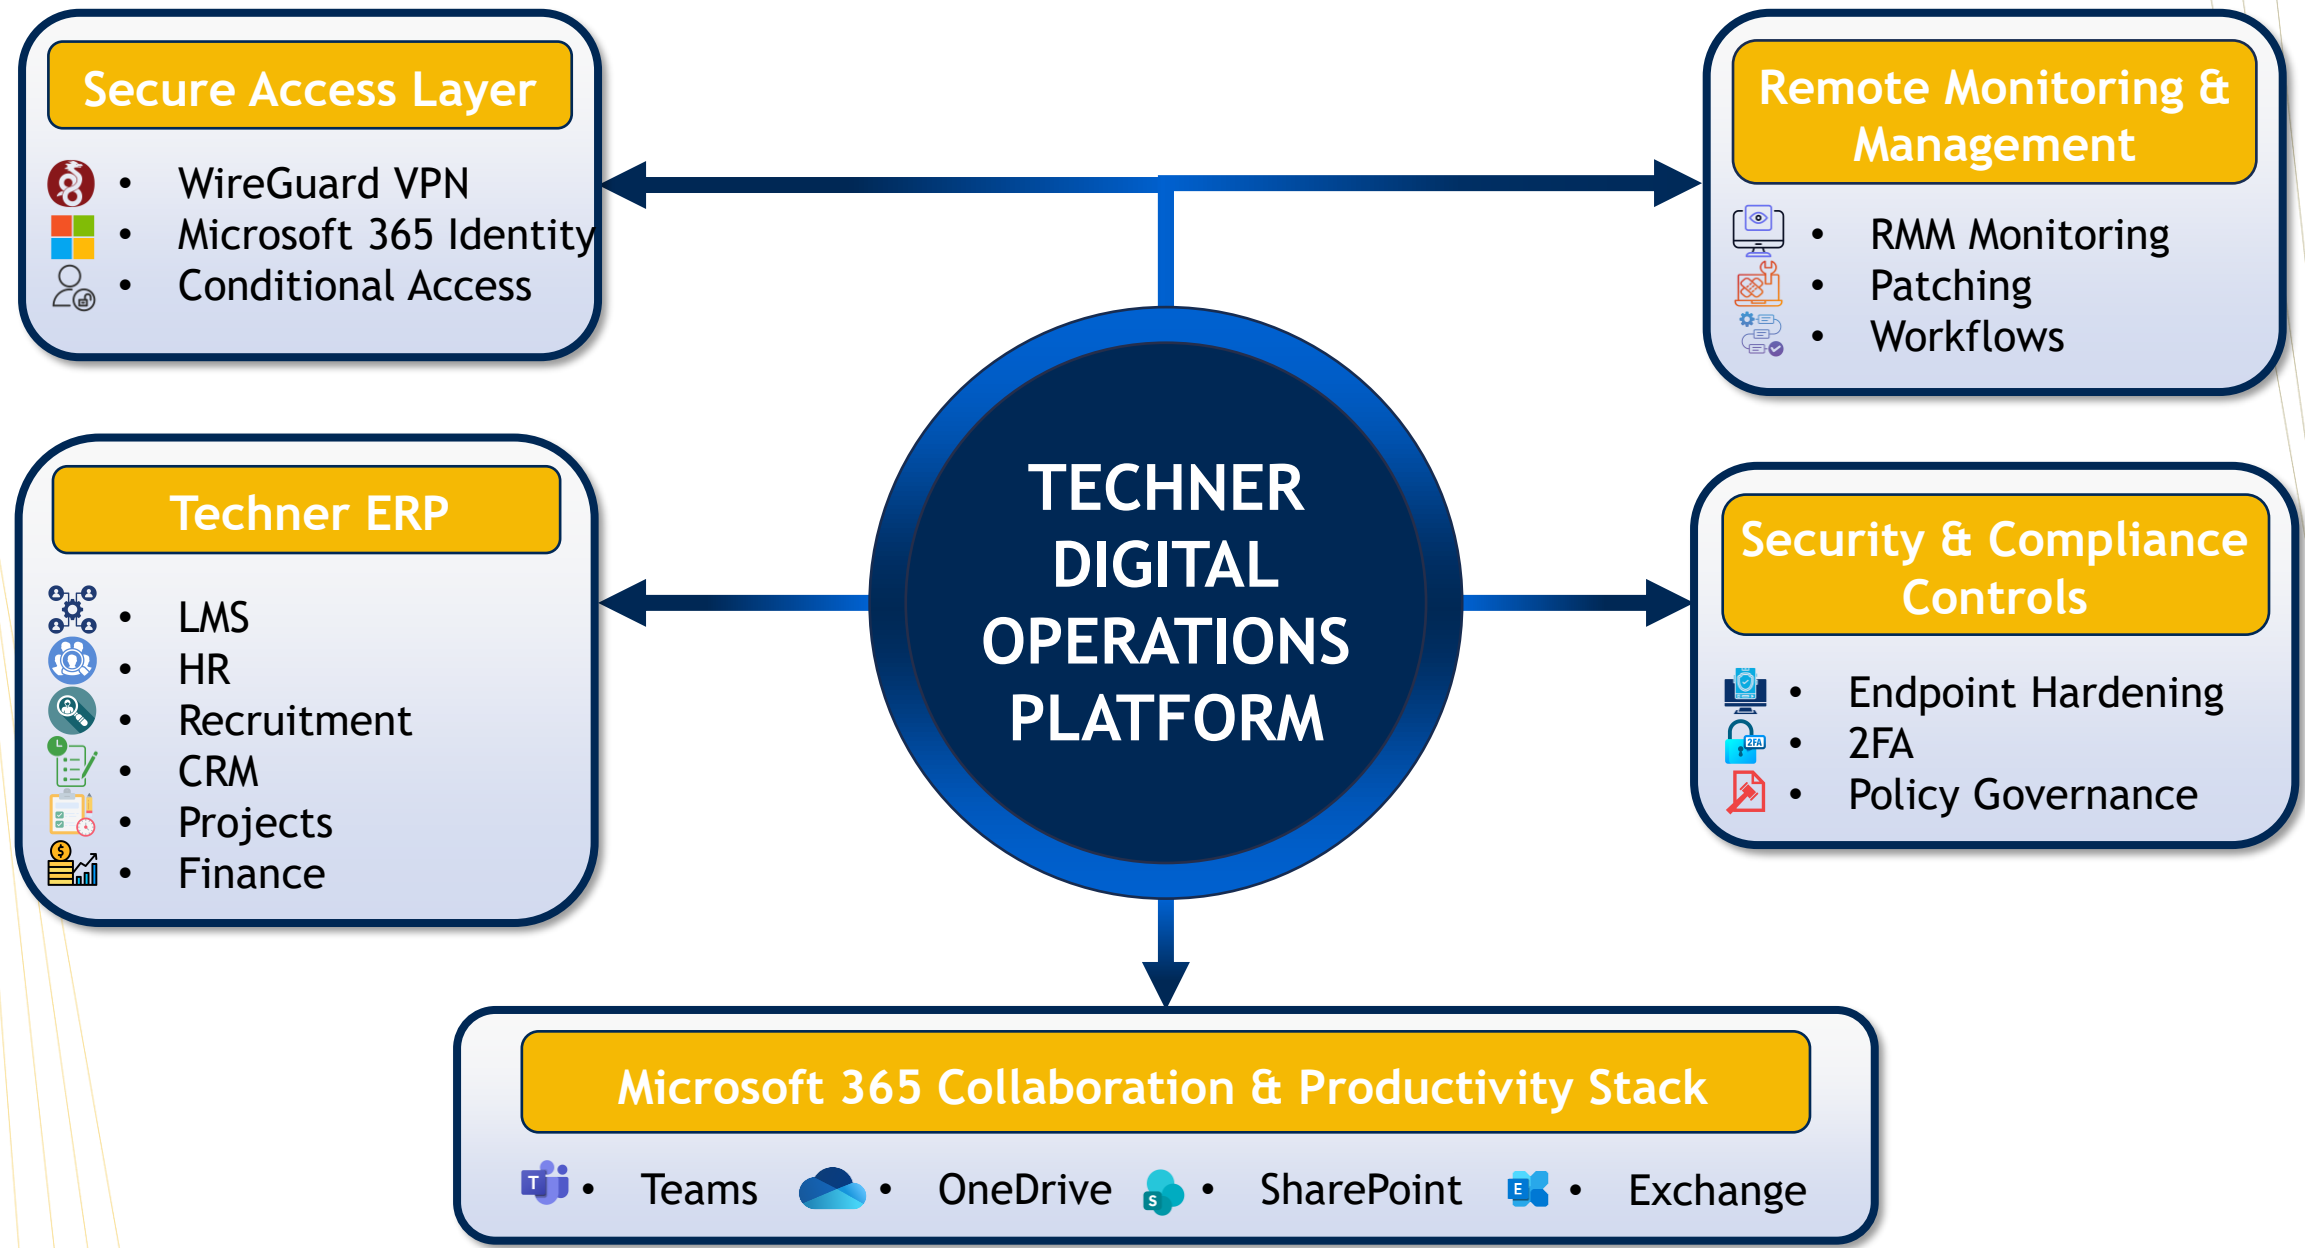 Secure Access Layer
• WireGuard VPN
• Microsoft 365 Identity
• Conditional Access
Remote Monitoring &
Management
• RMM Monitoring
• Patching
• Workflows
Techner ERP
• LMS
• HR
• Recruitment
• CRM
• Projects
• Finance
TECHNER
DIGITAL
OPERATIONS
PLATFORM
Security & Compliance
Controls
• Endpoint Hardening
2FA
• 2FA
• Policy Governance
Microsoft 365 Collaboration & Productivity Stack
T • Teams • OneDrive S • SharePoint E • Exchange